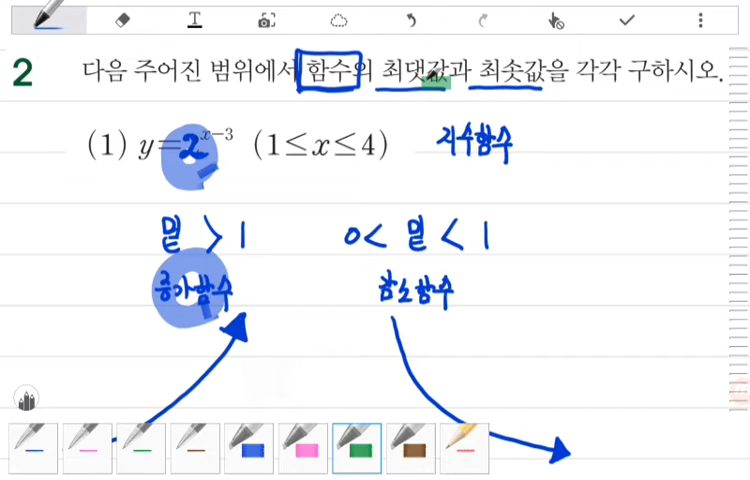 2 다음 주어진 범위에서 함수의 최댓값과 최솟값을 각각 구하시오.
(1) y=2^{x-3} (1≤x≤4) 지수함수
밑 > 1 0 < 밑 < 1
증가함수 감소함수